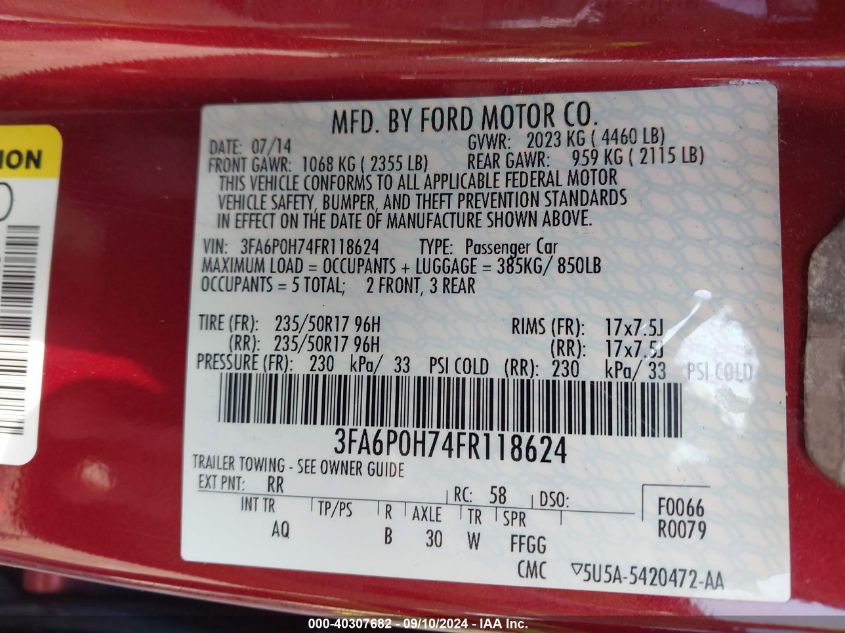 MFD. BY FORD MOTOR CO.
DATE: 07/14 GVWR: 2023 KG ( 4460 LB)
FRONT GAWR: 1068 KG ( 2355 LB) REAR GAWR: 959 KG ( 2115 LB)
THIS VEHICLE CONFORMS TO ALL APPLICABLE FEDERAL MOTOR
VEHICLE SAFETY, BUMPER, AND THEFT PREVENTION STANDARDS
IN EFFECT ON THE DATE OF MANUFACTURE SHOWN ABOVE.
VIN: 3FA6P0H74FR118624 TYPE: Passenger Car
MAXIMUM LOAD = OCCUPANTS + LUGGAGE = 385KG/ 850LB
OCCUPANTS = 5 TOTAL; 2 FRONT, 3 REAR
TIRE (FR): 235/50R17 96H RIMS (FR): 17x7.5J
(RR): 235/50R17 96H (RR): 17x7.5J
PRESSURE (FR): 230 kPa/ 33 PSI COLD (RR): 230 kPa/ 33 PSI COLD
3FA6P0H74FR118624
TRAILER TOWING - SEE OWNER GUIDE
EXT PNT: RR RC: 58 DSO: F0066
INT TR TP/PS R AXLE TR SPR R0079
AQ B 30 W FFGG
CMC ▽5U5A-5420472-AA
ION
000-40307682 - 09/10/2024 - IAA Inc.